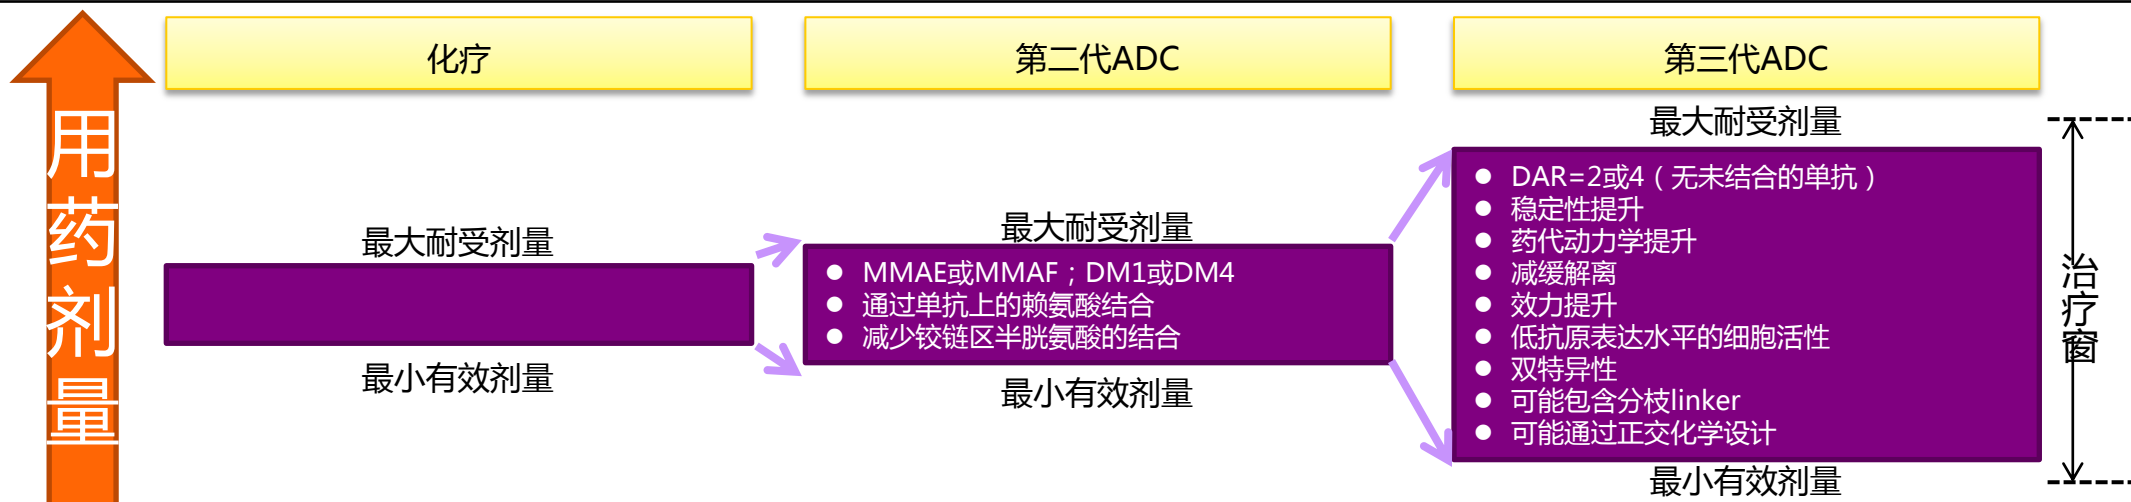 用药剂量
化疗
最大耐受剂量
最小有效剂量
第二代ADC
最大耐受剂量
MMAE或MMAF；DM1或DM4
通过单抗上的赖氨酸结合
减少铰链区半胱氨酸的结合
最小有效剂量
第三代ADC
最大耐受剂量
DAR=2或4（无未结合的单抗）
稳定性提升
药代动力学提升
减缓解离
效力提升
低抗原表达水平的细胞活性
双特异性
可能包含分枝linker
可能通过正交化学设计
最小有效剂量
治疗窗